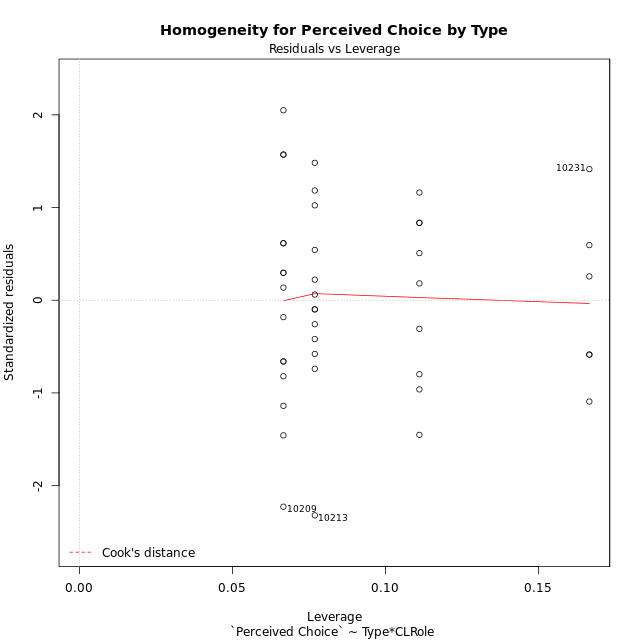 Homogeneity for Perceived Choice by Type
Residuals vs Leverage
Standardized residuals
2
1
0
-1
-2
10231
10209
10213
Cook's distance
0.00 0.05 0.10 0.15
Leverage
`Perceived Choice` ~ Type*CLRole